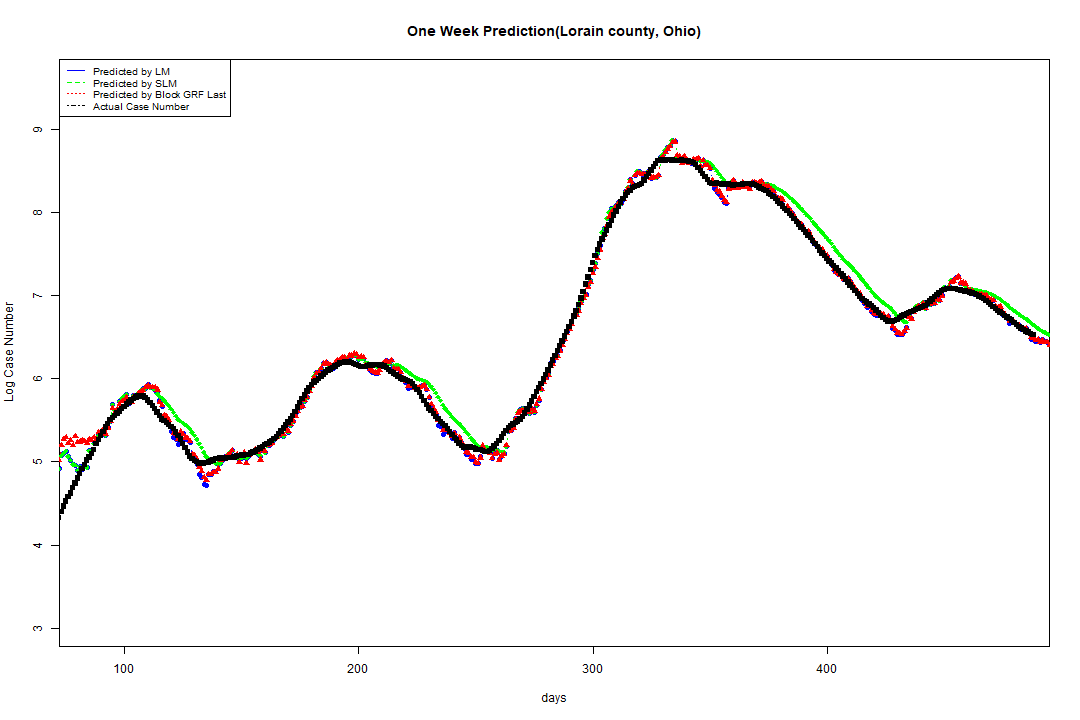 One Week Prediction(Lorain county, Ohio)
Predicted by LM
Predicted by SLM
Predicted by Block GRF Last
Actual Case Number
9
8
7
6
5
4
3
Log Case Number
100 200 300 400
days